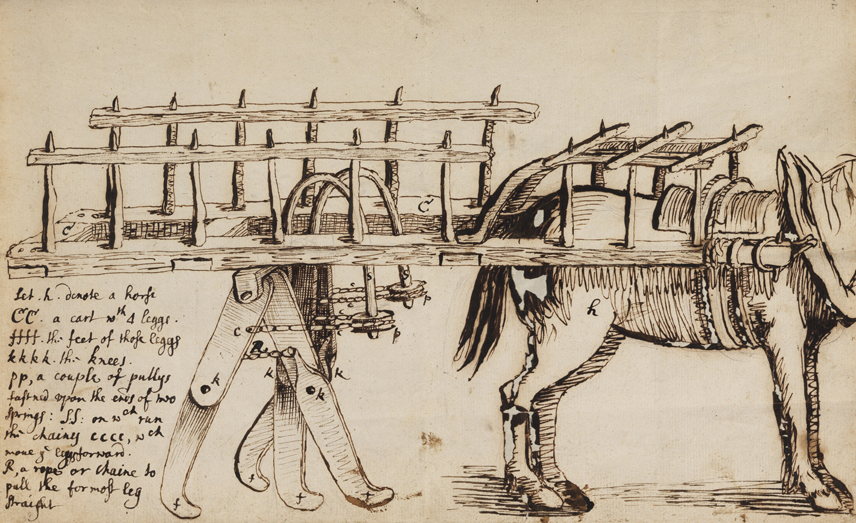 Let .h. denote a horse
CC. a cart wth 4 leggs.
ffff. the feet of those leggs
kkkk. the knees.
pp, a couple of pullys
fastned upon the ends of two
springs: SS: on wch run
the chaines cccc, wch
move ye leggs forward.
R, a rope or chaine to
pull the formost leg
straight
C
C
c
R
k
k
k
k
f
f
f
f
p
p
h